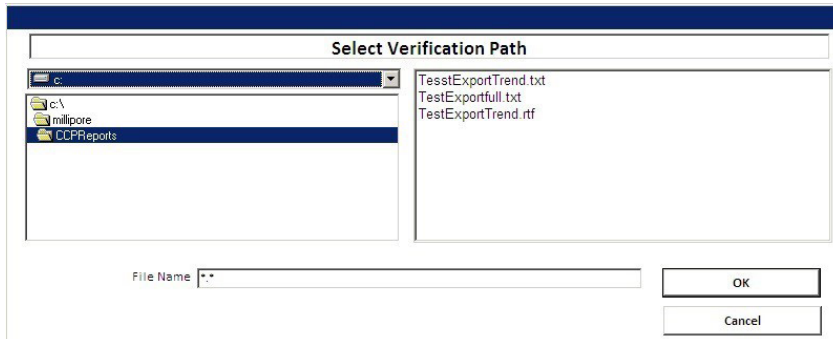 Select Verification Path
c:
c:\
millipore
CCPReports
TesstExportTrend.txt
TestExportfull.txt
TestExportTrend.rtf
File Name *.*
OK
Cancel